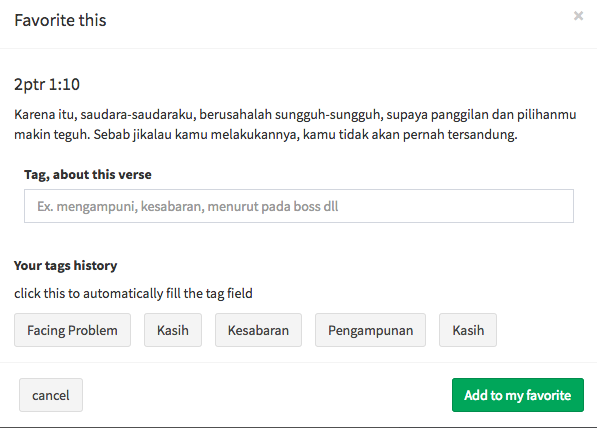 Favorite this
×
2ptr 1:10
Karena itu, saudara-saudaraku, berusahalah sungguh-sungguh, supaya panggilan dan pilihanmu
makin teguh. Sebab jikalau kamu melakukannya, kamu tidak akan pernah tersandung.
Tag, about this verse
Ex. mengampuni, kesabaran, menurut pada boss dll
Your tags history
click this to automatically fill the tag field
Facing Problem Kasih Kesabaran Pengampunan Kasih
cancel Add to my favorite